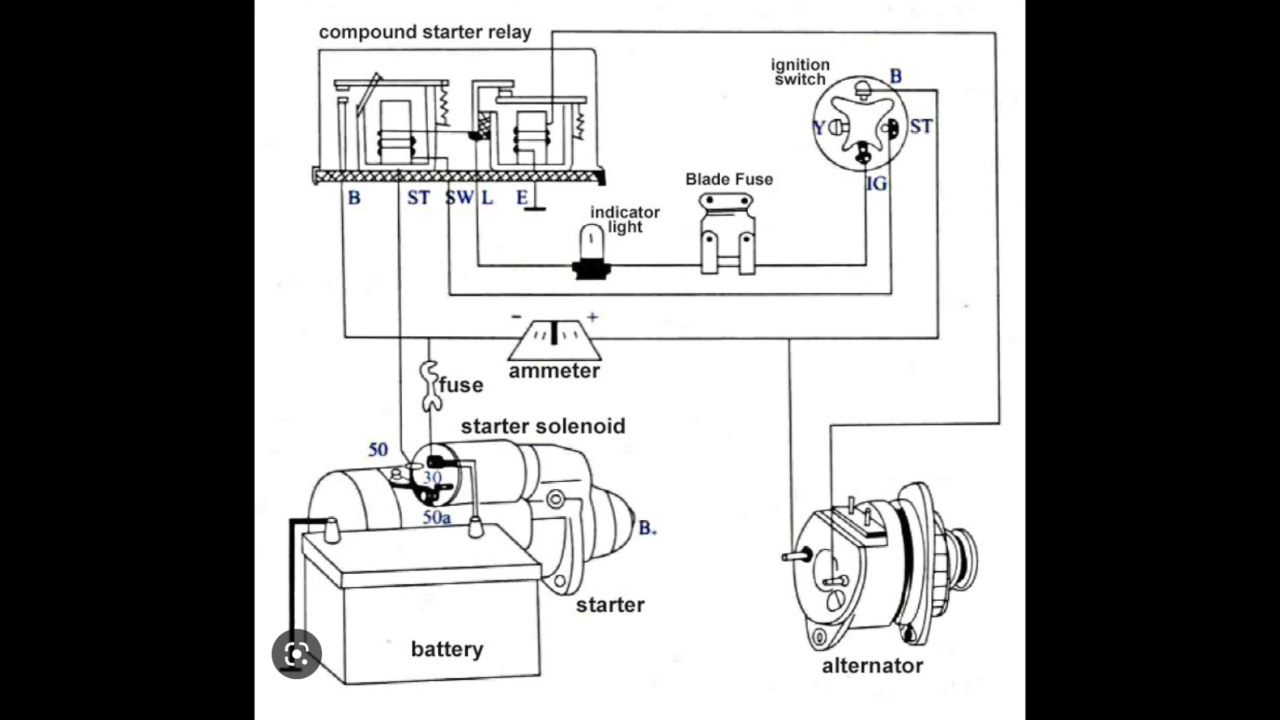 compound starter relay
ignition
switch
B
Y
ST
IG
B
ST
SW
L
E
Blade Fuse
indicator
light
-
+
ammeter
fuse
starter solenoid
50
30
50a
B+
starter
battery
alternator